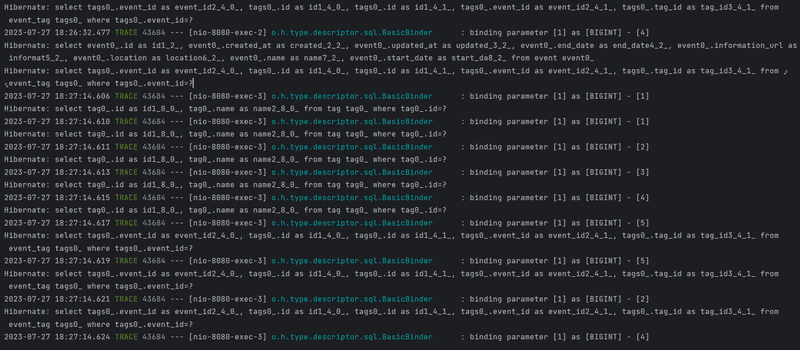 Hibernate: select tags0_.event_id as event_id2_4_0_, tags0_.id as id1_4_0_, tags0_.id as id1_4_1_, tags0_.event_id as event_id2_4_1_, tags0_.tag_id as tag_id3_4_1_ from
event_tag tags0_ where tags0_.event_id=?
2023-07-27 18:26:32.477 TRACE 43684 --- [nio-8080-exec-2] o.h.type.descriptor.sql.BasicBinder : binding parameter [1] as [BIGINT] - [4]
Hibernate: select event0_.id as id1_2_, event0_.created_at as created_2_2_, event0_.updated_at as updated_3_2_, event0_.end_date as end_date4_2_, event0_.information_url as
informat5_2_, event0_.location as location6_2_, event0_.name as name7_2_, event0_.start_date as start_da8_2_ from event event0_
Hibernate: select tags0_.event_id as event_id2_4_0_, tags0_.id as id1_4_0_, tags0_.id as id1_4_1_, tags0_.event_id as event_id2_4_1_, tags0_.tag_id as tag_id3_4_1_ from
event_tag tags0_ where tags0_.event_id=?
2023-07-27 18:27:14.606 TRACE 43684 --- [nio-8080-exec-3] o.h.type.descriptor.sql.BasicBinder : binding parameter [1] as [BIGINT] - [1]
Hibernate: select tag0_.id as id1_8_0_, tag0_.name as name2_8_0_ from tag tag0_ where tag0_.id=?
2023-07-27 18:27:14.610 TRACE 43684 --- [nio-8080-exec-3] o.h.type.descriptor.sql.BasicBinder : binding parameter [1] as [BIGINT] - [1]
Hibernate: select tag0_.id as id1_8_0_, tag0_.name as name2_8_0_ from tag tag0_ where tag0_.id=?
2023-07-27 18:27:14.611 TRACE 43684 --- [nio-8080-exec-3] o.h.type.descriptor.sql.BasicBinder : binding parameter [1] as [BIGINT] - [2]
Hibernate: select tag0_.id as id1_8_0_, tag0_.name as name2_8_0_ from tag tag0_ where tag0_.id=?
2023-07-27 18:27:14.613 TRACE 43684 --- [nio-8080-exec-3] o.h.type.descriptor.sql.BasicBinder : binding parameter [1] as [BIGINT] - [3]
Hibernate: select tag0_.id as id1_8_0_, tag0_.name as name2_8_0_ from tag tag0_ where tag0_.id=?
2023-07-27 18:27:14.615 TRACE 43684 --- [nio-8080-exec-3] o.h.type.descriptor.sql.BasicBinder : binding parameter [1] as [BIGINT] - [4]
Hibernate: select tag0_.id as id1_8_0_, tag0_.name as name2_8_0_ from tag tag0_ where tag0_.id=?
2023-07-27 18:27:14.617 TRACE 43684 --- [nio-8080-exec-3] o.h.type.descriptor.sql.BasicBinder : binding parameter [1] as [BIGINT] - [5]
Hibernate: select tags0_.event_id as event_id2_4_0_, tags0_.id as id1_4_0_, tags0_.id as id1_4_1_, tags0_.event_id as event_id2_4_1_, tags0_.tag_id as tag_id3_4_1_ from
event_tag tags0_ where tags0_.event_id=?
2023-07-27 18:27:14.619 TRACE 43684 --- [nio-8080-exec-3] o.h.type.descriptor.sql.BasicBinder : binding parameter [1] as [BIGINT] - [5]
Hibernate: select tags0_.event_id as event_id2_4_0_, tags0_.id as id1_4_0_, tags0_.id as id1_4_1_, tags0_.event_id as event_id2_4_1_, tags0_.tag_id as tag_id3_4_1_ from
event_tag tags0_ where tags0_.event_id=?
2023-07-27 18:27:14.621 TRACE 43684 --- [nio-8080-exec-3] o.h.type.descriptor.sql.BasicBinder : binding parameter [1] as [BIGINT] - [2]
Hibernate: select tags0_.event_id as event_id2_4_0_, tags0_.id as id1_4_0_, tags0_.id as id1_4_1_, tags0_.event_id as event_id2_4_1_, tags0_.tag_id as tag_id3_4_1_ from
event_tag tags0_ where tags0_.event_id=?
2023-07-27 18:27:14.624 TRACE 43684 --- [nio-8080-exec-3] o.h.type.descriptor.sql.BasicBinder : binding parameter [1] as [BIGINT] - [4]